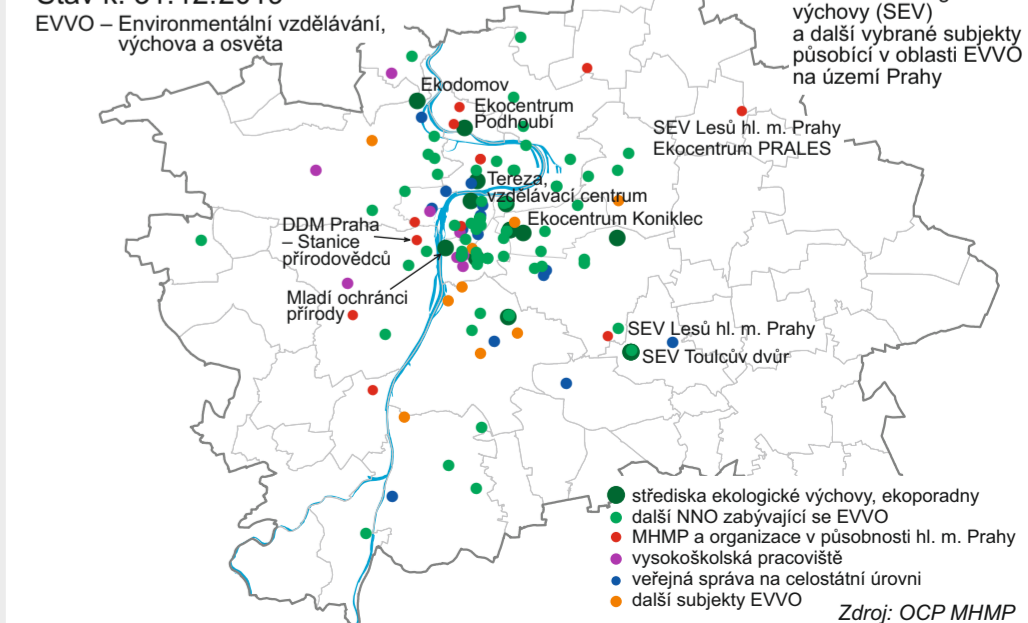 EVVO – Environmentální vzdělávání,
výchova a osvěta
výchovy (SEV)
a další vybrané subjekty
působící v oblasti EVVO
na území Prahy
Ekodomov
Ekocentrum
Podhoubí
SEV Lesů hl. m. Prahy
Ekocentrum PRALES
Tereza,
vzdělávací centrum
Ekocentrum Koniklec
DDM Praha
– Stanice
přírodovědců
Mladí ochránci
přírody
SEV Lesů hl. m. Prahy
SEV Toulcův dvůr
střediska ekologické výchovy, ekoporadny
další NNO zabývající se EVVO
MHMP a organizace v působnosti hl. m. Prahy
vysokoškolská pracoviště
veřejná správa na celostátní úrovni
další subjekty EVVO
Zdroj: OCP MHMP